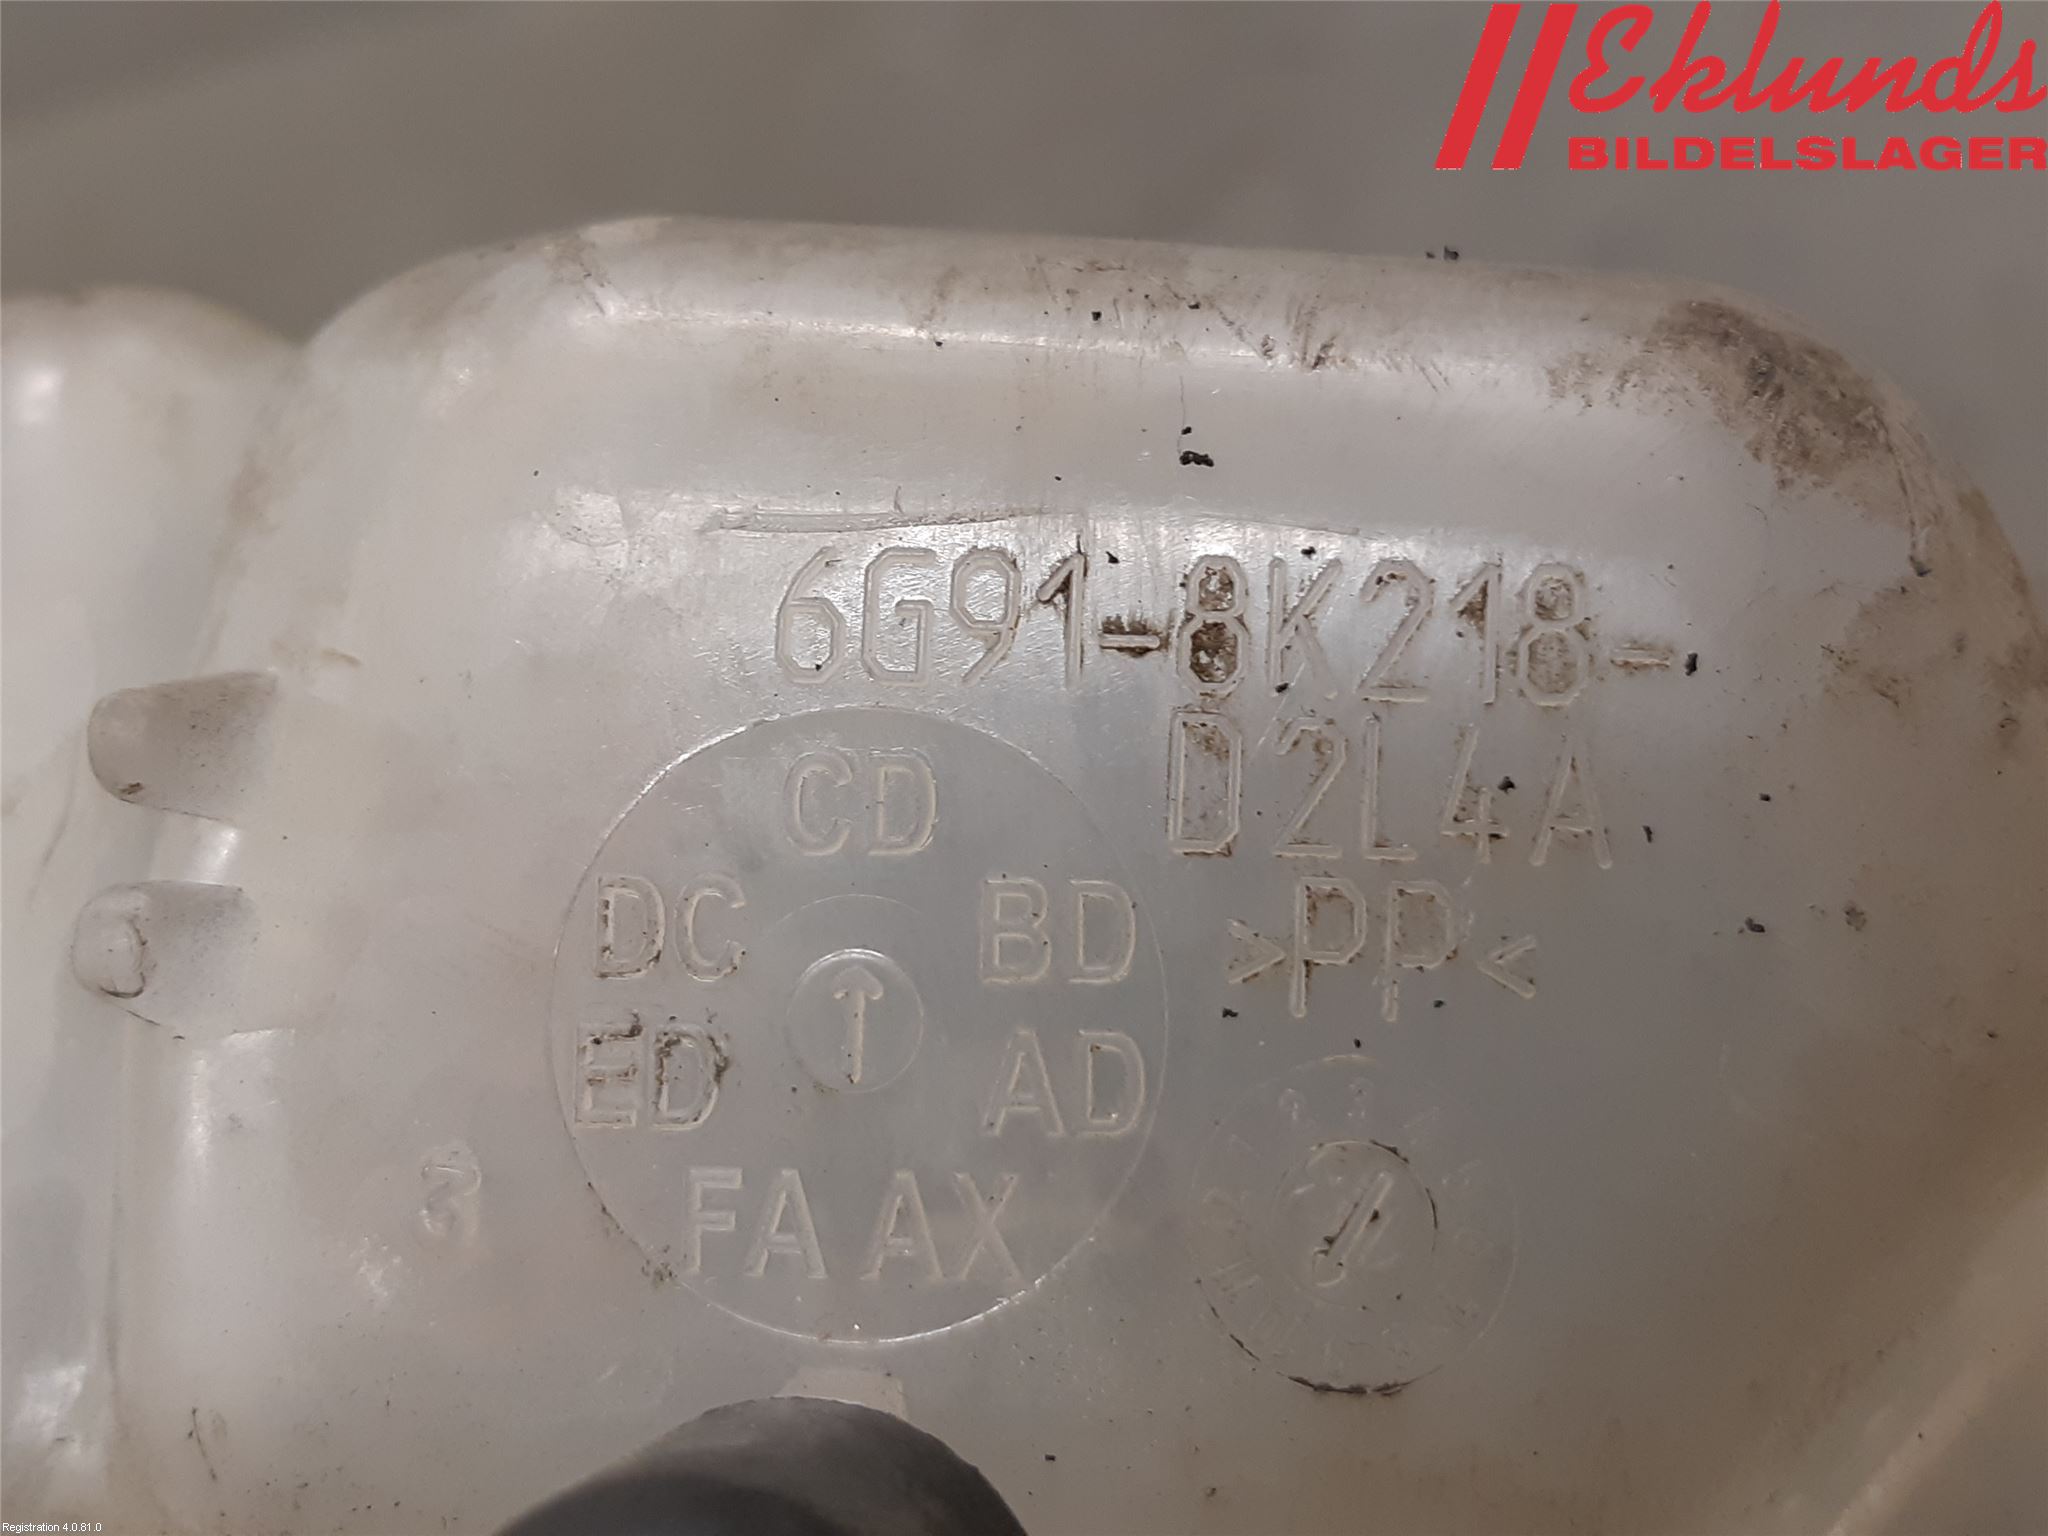 Eklunds
BILDELSLAGER
6G91-8K218-
D2L4A
CD
DC BD >PP<
ED AD
FA AX
Registration 4.0.81.0